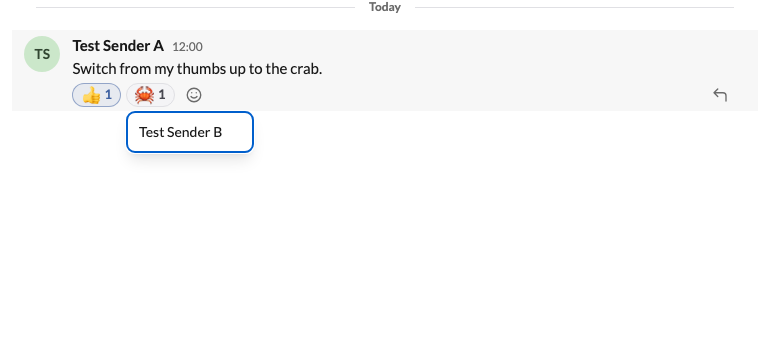 Today
TS
Test Sender A 12:00
Switch from my thumbs up to the crab.
👍 1 🦀 1
Test Sender B